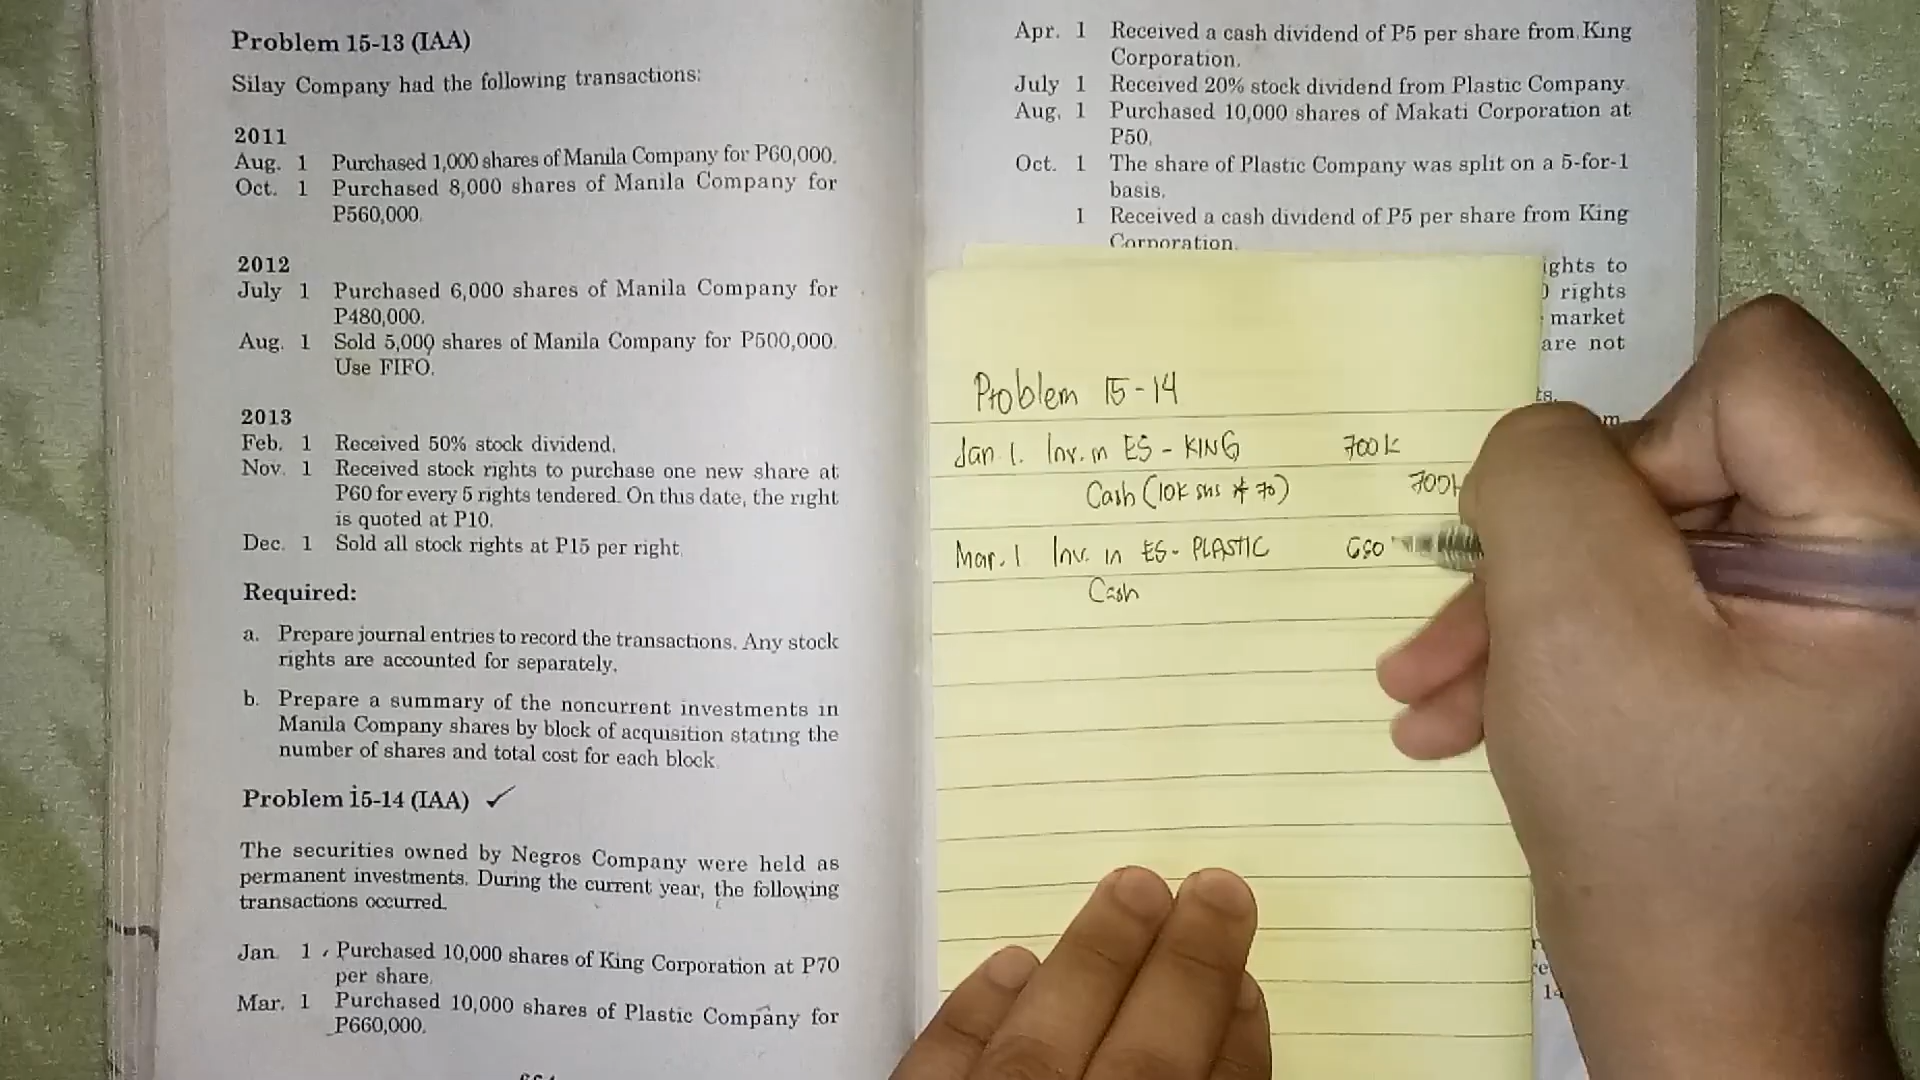 Problem 15-13 (IAA)
Silay Company had the following transactions:
2011
Aug. 1 Purchased 1,000 shares of Manila Company for P60,000.
Oct. 1 Purchased 8,000 shares of Manila Company for
P560,000.
2012
July 1 Purchased 6,000 shares of Manila Company for
P480,000.
Aug. 1 Sold 5,000 shares of Manila Company for P500,000.
Use FIFO.
2013
Feb. 1 Received 50% stock dividend.
Nov. 1 Received stock rights to purchase one new share at
P60 for every 5 rights tendered. On this date, the right
is quoted at P10.
Dec. 1 Sold all stock rights at P15 per right.
Required:
a. Prepare journal entries to record the transactions. Any stock
rights are accounted for separately.
b. Prepare a summary of the noncurrent investments in
Manila Company shares by block of acquisition stating the
number of shares and total cost for each block.
Problem 15-14 (IAA) ✓
The securities owned by Negros Company were held as
permanent investments. During the current year, the following
transactions occurred.
Jan. 1 Purchased 10,000 shares of King Corporation at P70
per share.
Mar. 1 Purchased 10,000 shares of Plastic Company for
P660,000.
Apr. 1 Received a cash dividend of P5 per share from King
Corporation.
July 1 Received 20% stock dividend from Plastic Company.
Aug. 1 Purchased 10,000 shares of Makati Corporation at
P50.
Oct. 1 The share of Plastic Company was split on a 5-for-1
basis.
1 Received a cash dividend of P5 per share from King
Corporation.
ights to
rights
market
are not
ts.
Problem 15-14
Jan 1. Inv. in ES - KING 700K
Cash (10K shs * 70) 700K
Mar. 1 Inv. in ES - PLASTIC
Cash